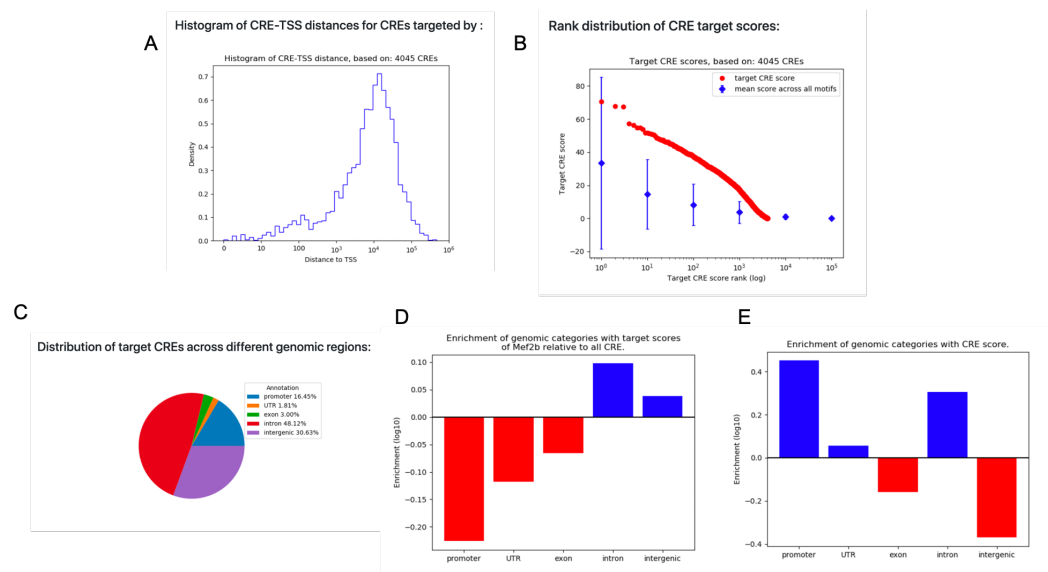 A
Histogram of CRE-TSS distances for CREs targeted by :
Histogram of CRE-TSS distance, based on: 4045 CREs
0.7
0.6
0.5
0.4
0.3
0.2
0.1
0.0
Density
0
10
100
10³
10⁴
10⁵
10⁶
Distance to TSS
B
Rank distribution of CRE target scores:
Target CRE scores, based on: 4045 CREs
target CRE score
mean score across all motifs
80
60
40
20
0
−20
Target CRE score
10⁰
10¹
10²
10³
10⁴
10⁵
Target CRE score rank (log)
C
Distribution of target CREs across different genomic regions:
Annotation
promoter 16.45%
UTR 1.81%
exon 3.00%
intron 48.12%
intergenic 30.63%
D
Enrichment of genomic categories with target scores
of Mef2b relative to all CRE.
0.10
0.05
0.00
−0.05
−0.10
−0.15
−0.20
Enrichment (log10)
promoter
UTR
exon
intron
intergenic
E
Enrichment of genomic categories with CRE score.
0.4
0.2
0.0
−0.2
−0.4
Enrichment (log10)
promoter
UTR
exon
intron
intergenic